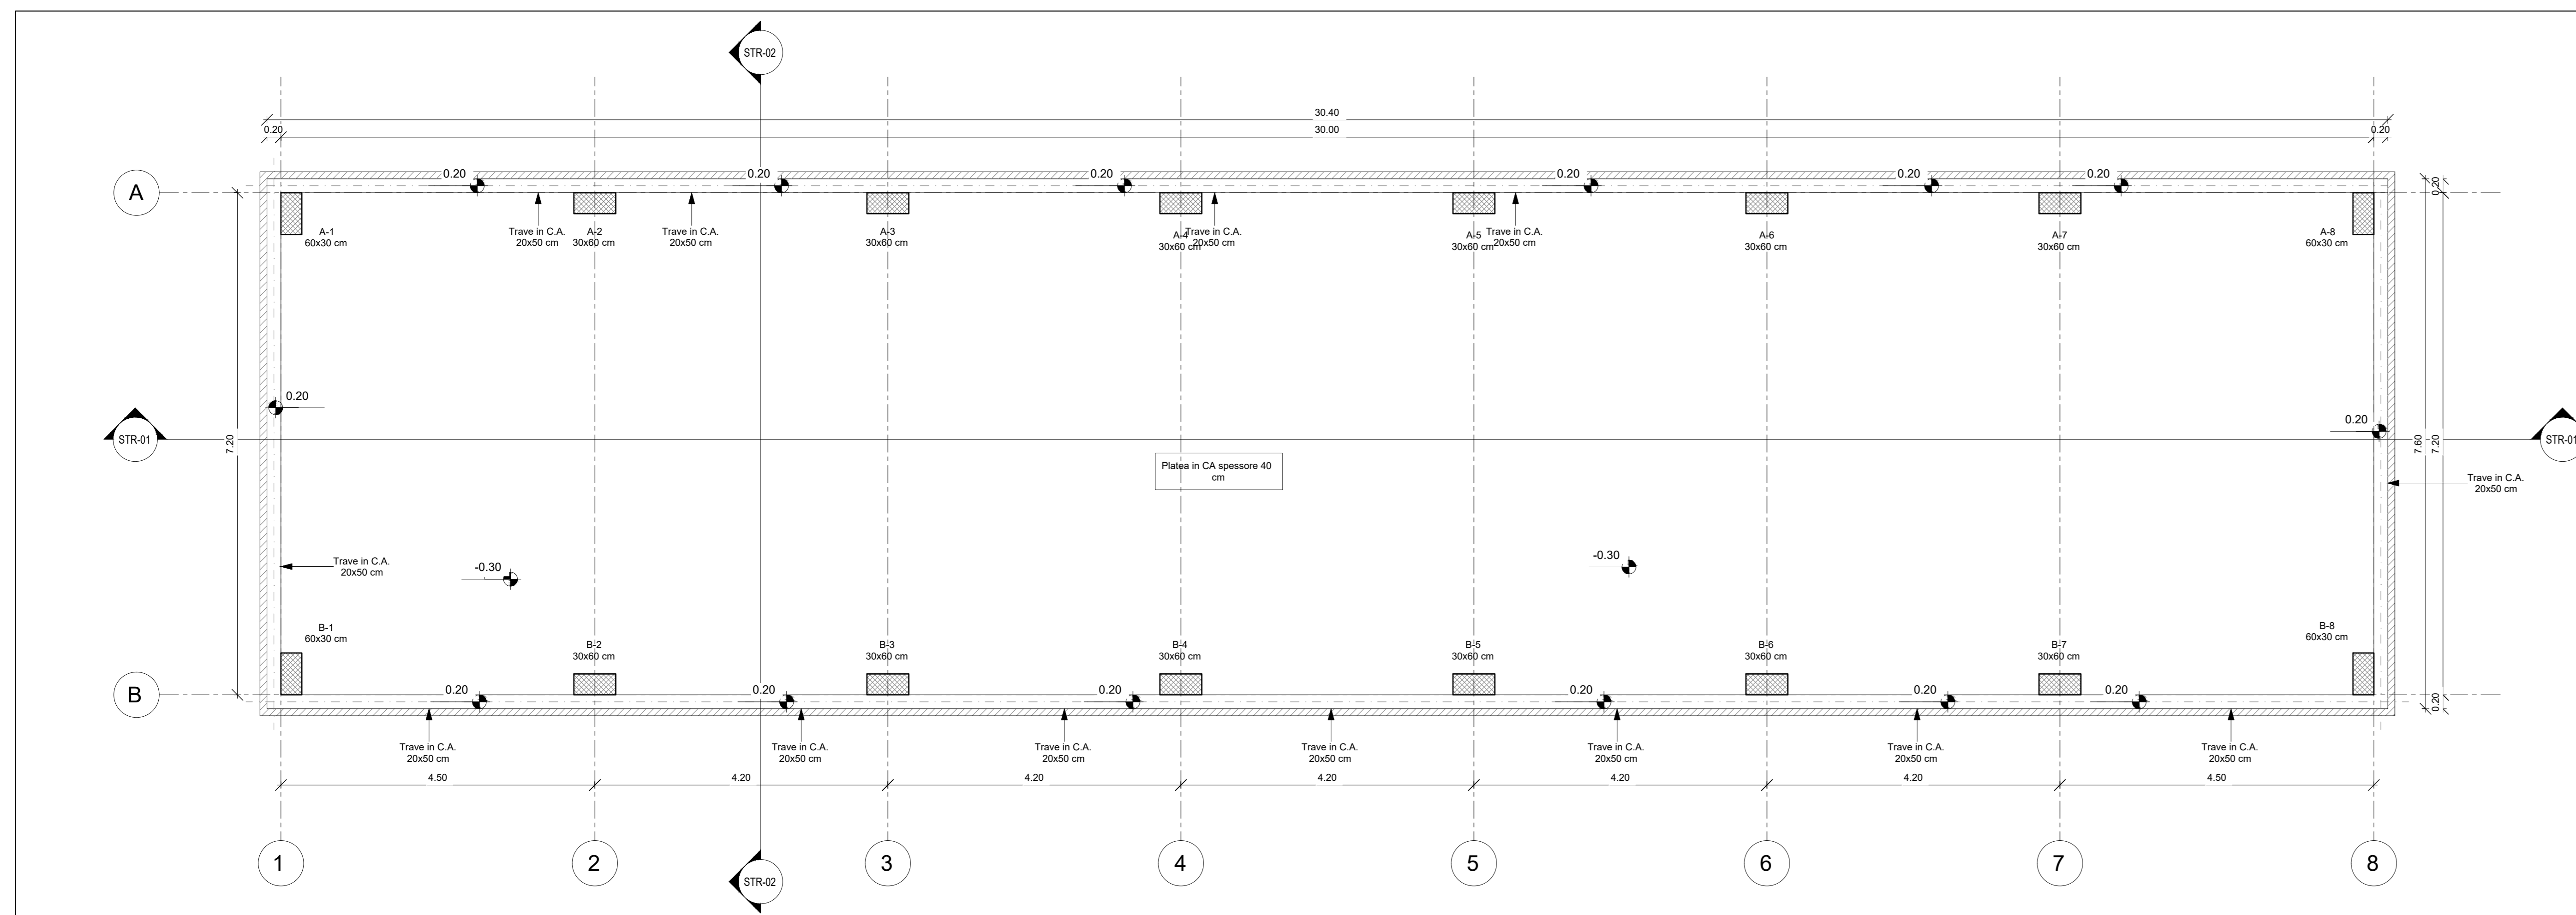 STR-02
30.40
0.20
30.00
0.20
A
0.20
0.20
0.20
0.20
0.20
0.20
0.20
A-1
60x30 cm
Trave in C.A.
20x50 cm
A-2
30x60 cm
Trave in C.A.
20x50 cm
A-3
30x60 cm
A-4
30x60 cm
Trave in C.A.
20x50 cm
A-5
30x60 cm
Trave in C.A.
20x50 cm
A-6
30x60 cm
A-7
30x60 cm
A-8
60x30 cm
0.20
0.20
STR-01
7.20
7.60
7.20
STR-01
Platea in CA spessore 40
cm
Trave in C.A.
20x50 cm
Trave in C.A.
20x50 cm
-0.30
-0.30
B-1
60x30 cm
B-2
30x60 cm
B-3
30x60 cm
B-4
30x60 cm
B-5
30x60 cm
B-6
30x60 cm
B-7
30x60 cm
B-8
60x30 cm
B
0.20
0.20
0.20
0.20
0.20
0.20
0.20
Trave in C.A.
20x50 cm
Trave in C.A.
20x50 cm
Trave in C.A.
20x50 cm
Trave in C.A.
20x50 cm
Trave in C.A.
20x50 cm
Trave in C.A.
20x50 cm
Trave in C.A.
20x50 cm
4.50
4.20
4.20
4.20
4.20
4.20
4.50
1
2
3
4
5
6
7
8
STR-02